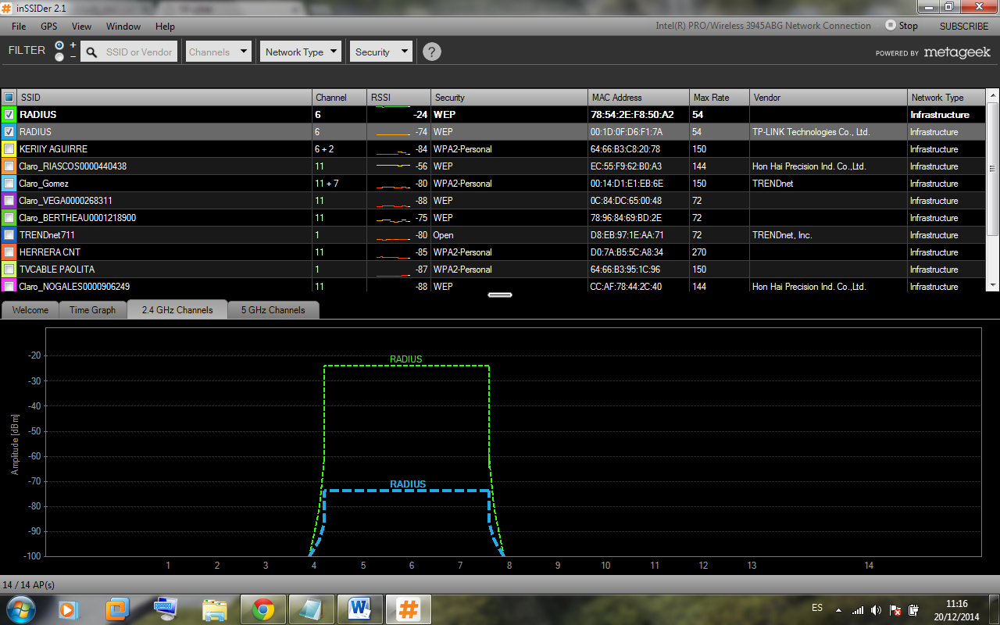 inSSIDer 2.1
File GPS View Window Help Intel(R) PRO/Wireless 3945ABG Network Connection Stop SUBSCRIBE
FILTER + - SSID or Vendor Channels Network Type Security ? POWERED BY metageek
SSID Channel RSSI Security MAC Address Max Rate Vendor Network Type
RADIUS 6 -24 WEP 78:54:2E:F8:50:A2 54 Infrastructure
RADIUS 6 -74 WEP 00:1D:0F:D6:F1:7A 54 TP-LINK Technologies Co., Ltd. Infrastructure
KERIIY AGUIRRE 6 + 2 -84 WPA2-Personal 64:66:B3:C8:20:78 150 Infrastructure
Claro_RIASCOS0000440438 11 -56 WEP EC:55:F9:62:B0:A3 144 Hon Hai Precision Ind. Co.,Ltd. Infrastructure
Claro_Gomez 11 + 7 -80 WPA2-Personal 00:14:D1:E1:EB:6E 150 TRENDnet Infrastructure
Claro_VEGA0000268311 11 -88 WEP 0C:84:DC:65:00:48 72 Infrastructure
Claro_BERTHEAU0001218900 11 -75 WEP 78:96:84:69:BD:2E 72 Infrastructure
TRENDnet711 1 -80 Open D8:EB:97:1E:AA:71 72 TRENDnet, Inc. Infrastructure
HERRERA CNT 11 -85 WPA2-Personal D0:7A:B5:5C:A8:34 270 Infrastructure
TVCABLE PAOLITA 1 -87 WPA2-Personal 64:66:B3:95:1C:96 150 Infrastructure
Claro_NOGALES0000906249 11 -88 WEP CC:AF:78:44:2C:40 144 Hon Hai Precision Ind. Co.,Ltd. Infrastructure
Welcome Time Graph 2.4 GHz Channels 5 GHz Channels
Amplitude [dBm]
-20
RADIUS
-30
-40
-50
-60
-70
RADIUS
-80
-90
-100
1 2 3 4 5 6 7 8 9 10 11 12 13 14
14 / 14 AP(s)
ES 11:16
20/12/2014